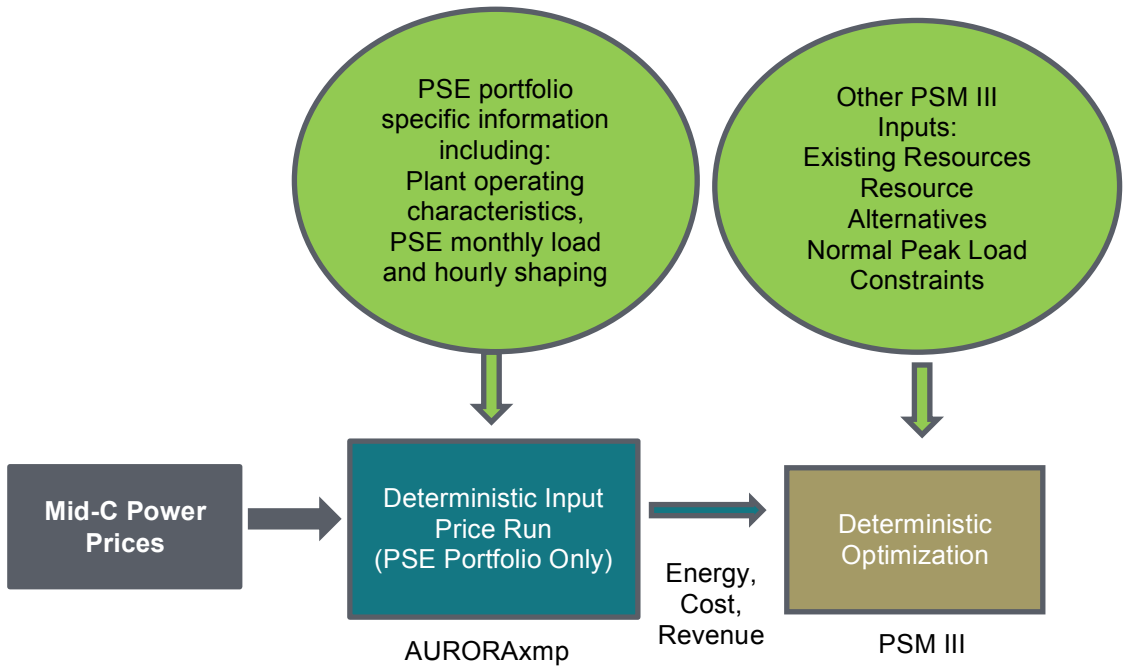 PSE portfolio
specific information
including:
Plant operating
characteristics,
PSE monthly load
and hourly shaping
Other PSM III
Inputs:
Existing Resources
Resource
Alternatives
Normal Peak Load
Constraints
Mid-C Power
Prices
Deterministic Input
Price Run
(PSE Portfolio Only)
AURORAxmp
Energy,
Cost,
Revenue
Deterministic
Optimization
PSM III